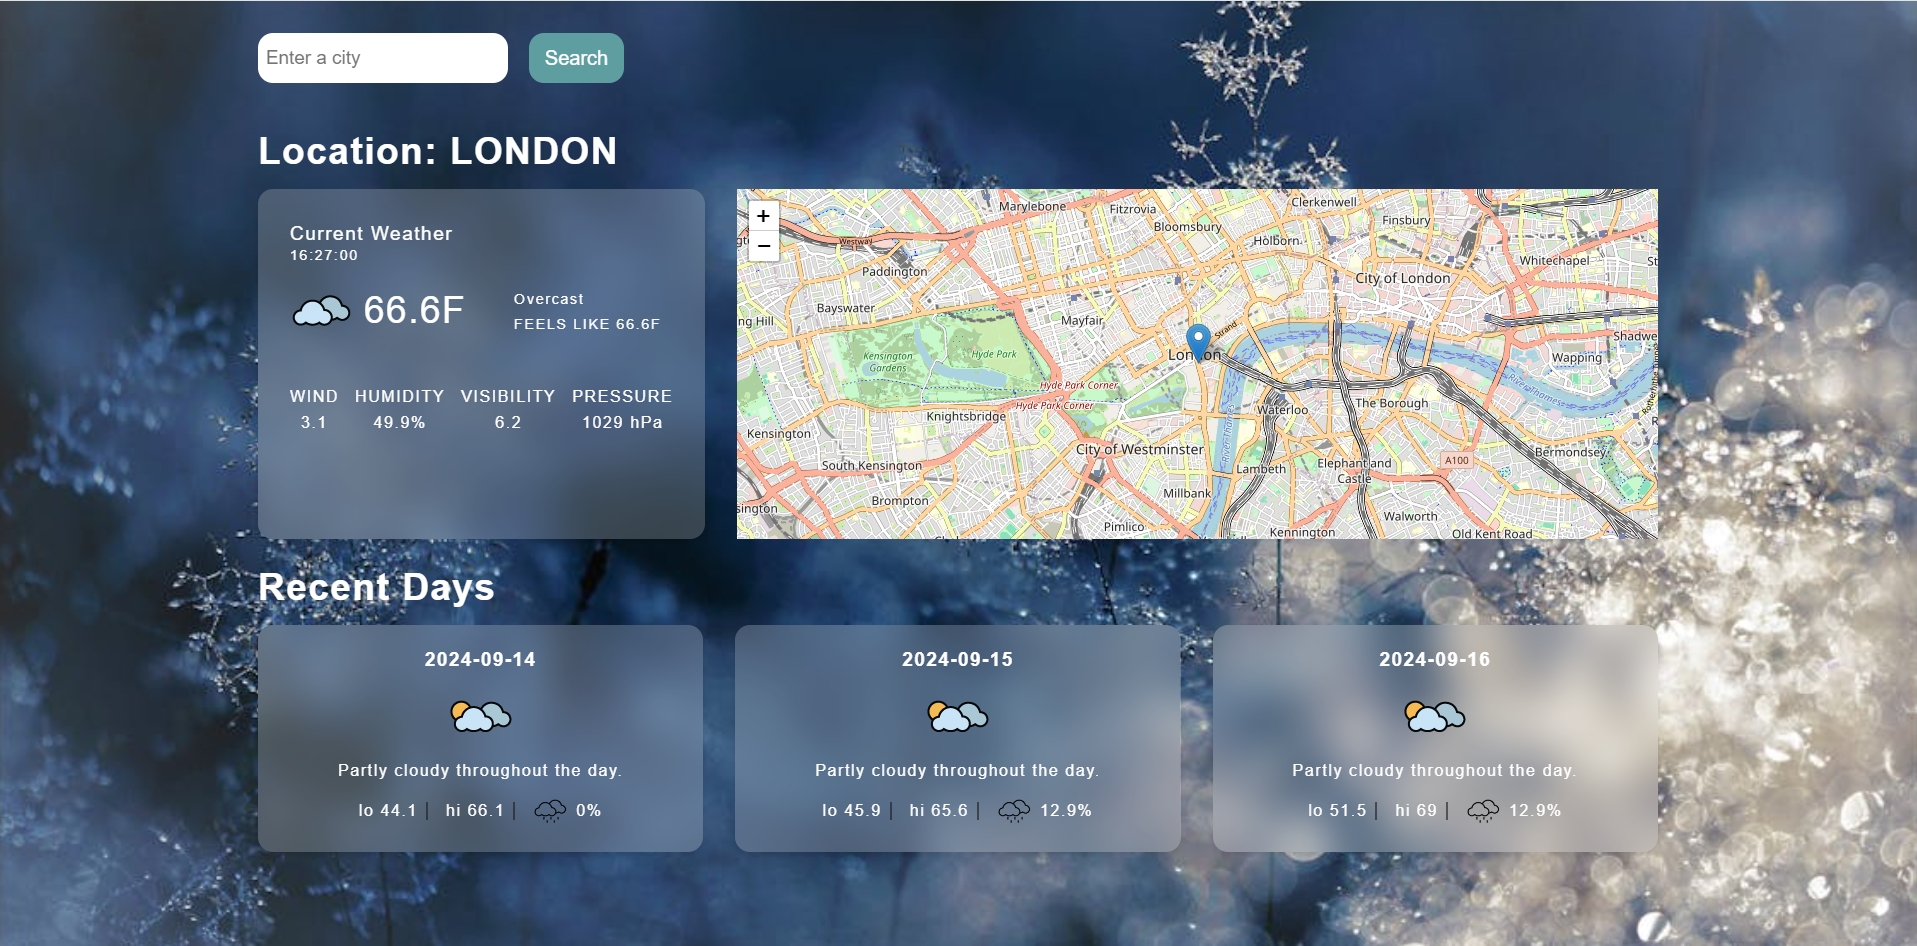 Enter a city
Search
Location: LONDON
Current Weather
16:27:00
66.6F
Overcast
FEELS LIKE 66.6F
WIND HUMIDITY VISIBILITY PRESSURE
3.1 49.9% 6.2 1029 hPa
+
−
Marylebone
Fitzrovia
Clerkenwell
Finsbury
Bloomsbury
Holborn
Westway
Whitechapel
Paddington
City of London
Bayswater
ng Hill
Mayfair
Strand
Shadwe
London
Wapping
Kensington
Gardens
Hyde Park
Hyde Park Corner
Hyde Park Corner
River Thames
Knightsbridge
Waterloo
The Borough
Kensington
City of Westminster
River Thames
Bermondsey
South Kensington
Lambeth
Elephant and
Castle
A100
Brompton
Millbank
sington
Walworth
Pimlico
Kennington
Old Kent Road
Recent Days
2024-09-14
Partly cloudy throughout the day.
lo 44.1 | hi 66.1 | 0%
2024-09-15
Partly cloudy throughout the day.
lo 45.9 | hi 65.6 | 12.9%
2024-09-16
Partly cloudy throughout the day.
lo 51.5 | hi 69 | 12.9%